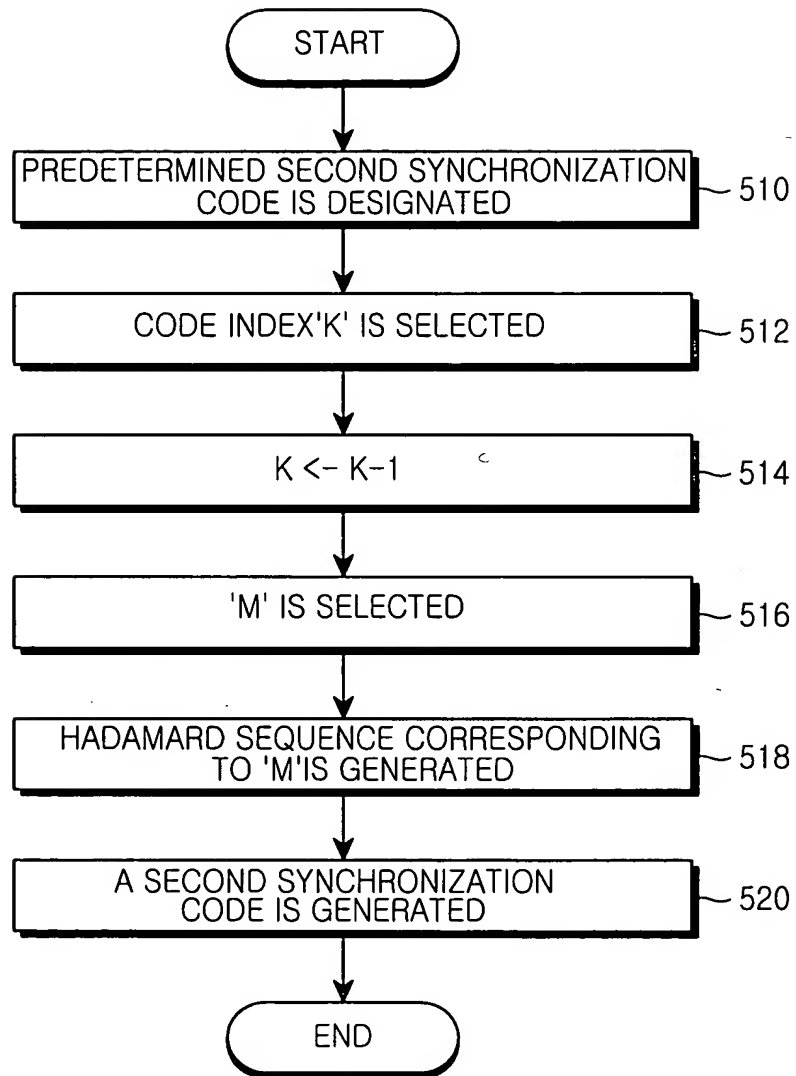 START
PREDETERMINED SECOND SYNCHRONIZATION
CODE IS DESIGNATED
510
CODE INDEX'K' IS SELECTED
512
K <- K-1
514
'M' IS SELECTED
516
HADAMARD SEQUENCE CORRESPONDING
TO 'M'IS GENERATED
518
A SECOND SYNCHRONIZATION
CODE IS GENERATED
520
END